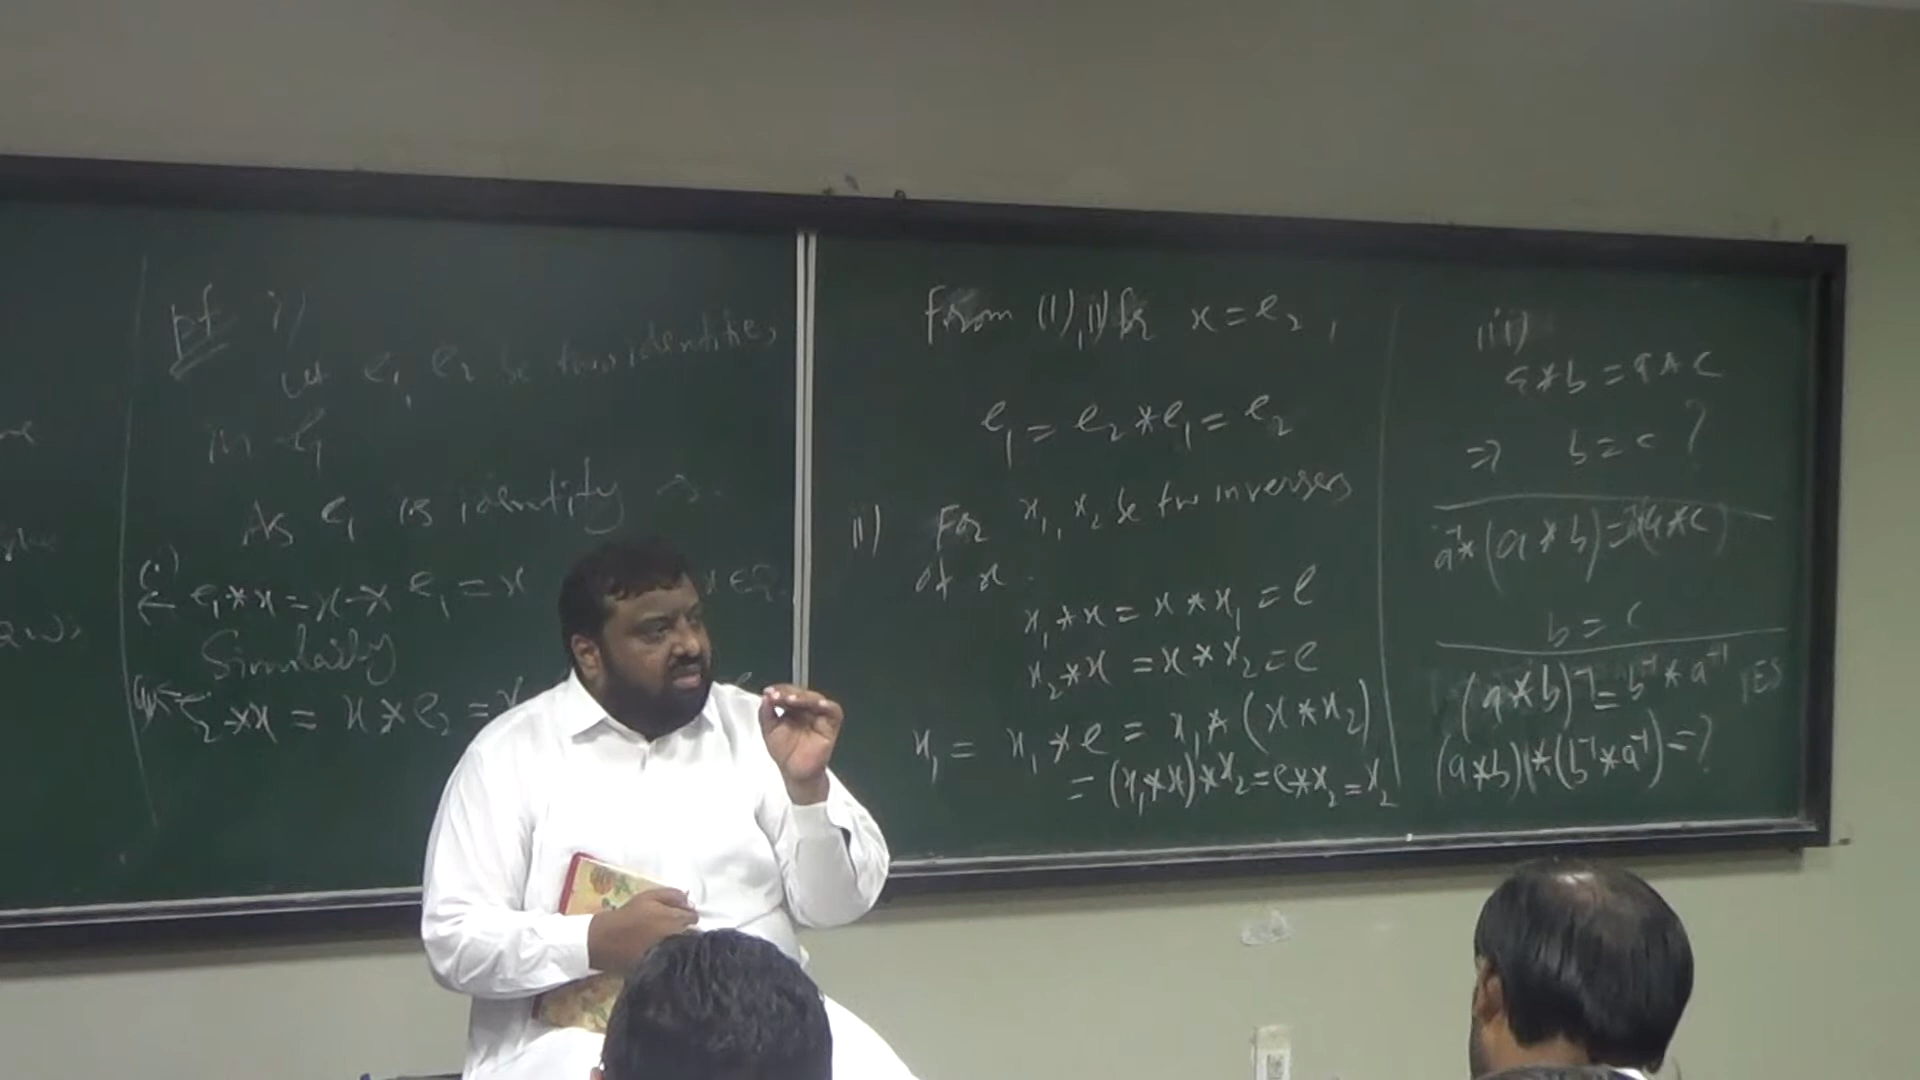 pf i)
Let e₁, e₂ be two identities
in G
As e₁ is identity
(i) ← e₁ * x = x * e₁ = x
Similarly
e₂ * x = x * e₂ =
From (i), ii) for x = e₂,
e₁ = e₂ * e₁ = e₂
ii) For x₁, x₂ be two inverses
of x.
x₁ * x = x * x₁ = e
x₂ * x = x * x₂ = e
x₁ = x₁ * e = x₁ * (x * x₂)
= (x₁ * x) * x₂ = e * x₂ = x₂
iii)
a * b = a * c
⇒ b = c ?
a⁻¹ * (a * b) = a⁻¹ * (a * c)
b = c
(a * b)⁻¹ = b⁻¹ * a⁻¹ YES
(a * b) * (b⁻¹ * a⁻¹) = ?